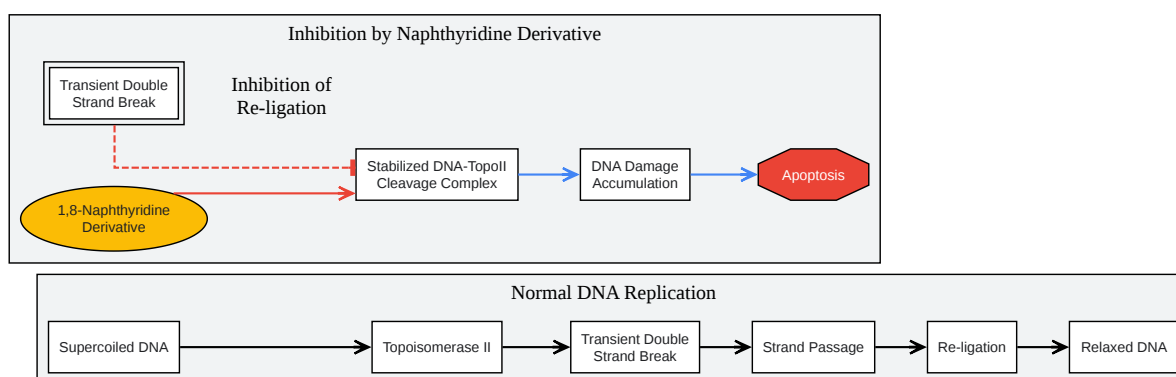 Inhibition by Naphthyridine Derivative
Transient Double
Strand Break
Inhibition of
Re-ligation
Stabilized DNA-TopoII
Cleavage Complex
DNA Damage
Accumulation
Apoptosis
1,8-Naphthyridine
Derivative
Normal DNA Replication
Supercoiled DNA
Topoisomerase II
Transient Double
Strand Break
Strand Passage
Re-ligation
Relaxed DNA